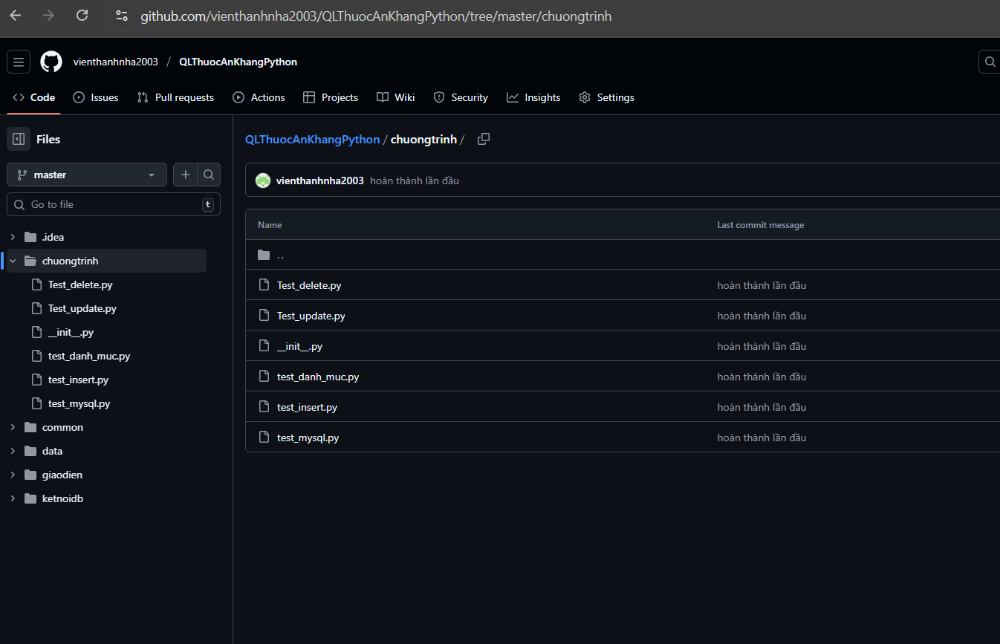 github.com/vienthanhnha2003/QLThuocAnKhangPython/tree/master/chuongtrinh
vienthanhnha2003 / QLThuocAnKhangPython
Code Issues Pull requests Actions Projects Wiki Security Insights Settings
Files
master
Go to file t
.idea
chuongtrinh
Test_delete.py
Test_update.py
__init__.py
test_danh_muc.py
test_insert.py
test_mysql.py
common
data
giaodien
ketnoidb
QLThuocAnKhangPython / chuongtrinh /
vienthanhnha2003 hoàn thành lần đầu
Name Last commit message
..
Test_delete.py hoàn thành lần đầu
Test_update.py hoàn thành lần đầu
__init__.py hoàn thành lần đầu
test_danh_muc.py hoàn thành lần đầu
test_insert.py hoàn thành lần đầu
test_mysql.py hoàn thành lần đầu